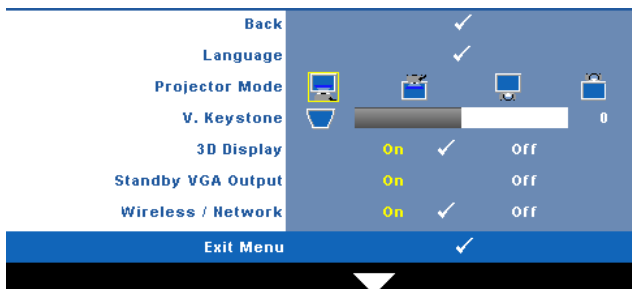 Back
Language
Projector Mode
V. Keystone 0
3D Display On Off
Standby VGA Output On Off
Wireless / Network On Off
Exit Menu